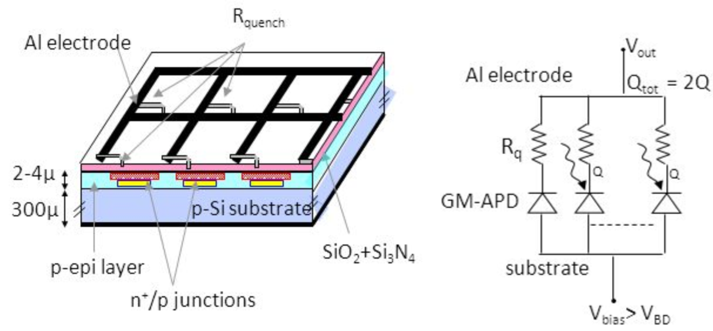 R_quench
Al electrode
2-4µ
300µ
p-Si substrate
SiO₂+Si₃N₄
p-epi layer
n⁺/p junctions
V_out
Al electrode
Q_tot = 2Q
R_q
Q
Q
GM-APD
substrate
V_bias> V_BD